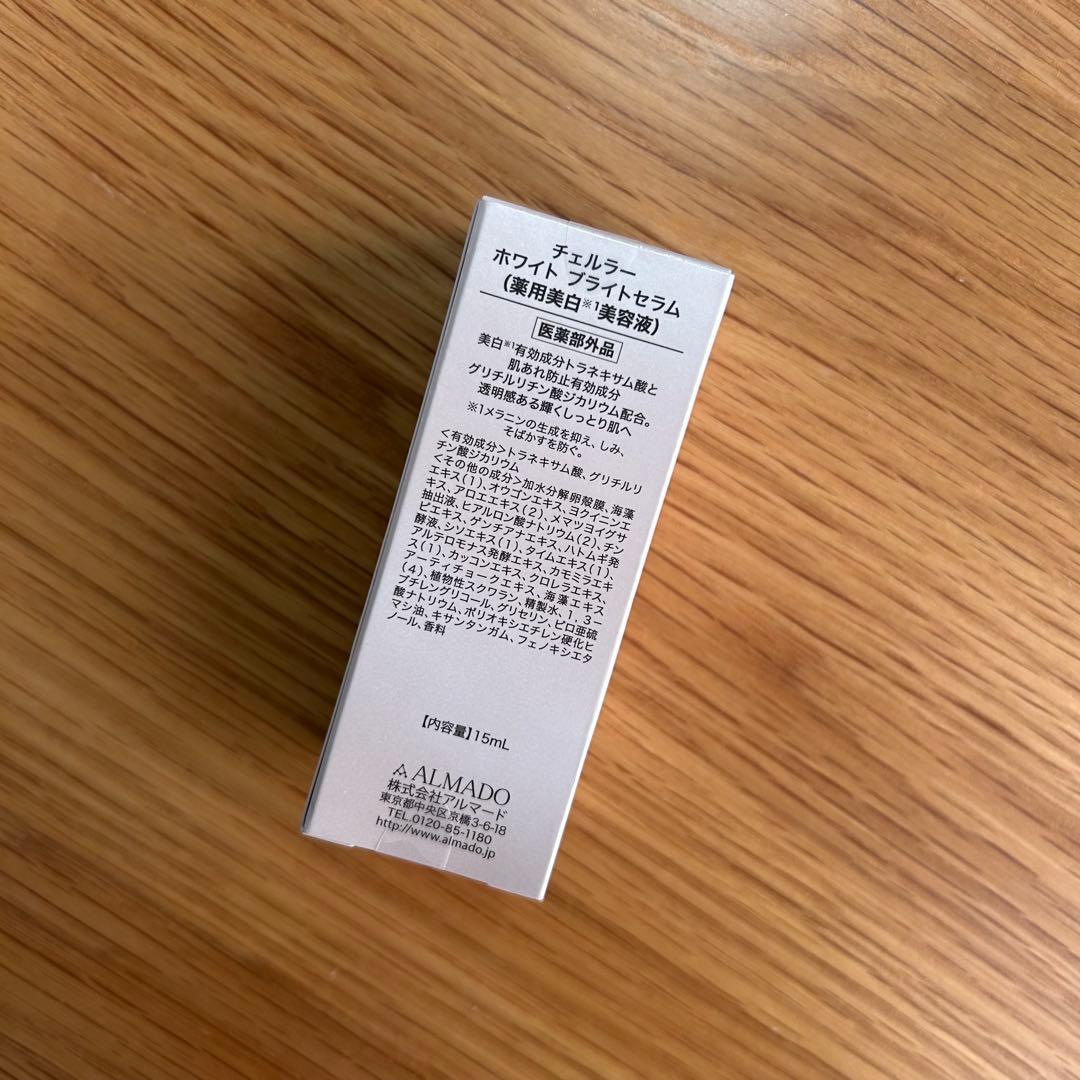 チェルラー
ホワイト ブライトセラム
(薬用美白※1美容液)
医薬部外品
美白※1有効成分トラネキサム酸と
肌あれ防止有効成分
グリチルリチン酸ジカリウム配合。
透明感ある輝くしっとり肌へ
※1メラニンの生成を抑え、しみ、
そばかすを防ぐ。
<有効成分>トラネキサム酸、グリチルリ
チン酸ジカリウム
<その他の成分>加水分解卵殻膜、海藻
エキス(1)、オウゴンエキス、ヨクイニンエ
キス、アロエエキス(2)、メマツヨイグサ
抽出液、ヒアルロン酸ナトリウム(2)、チン
ピエキス、ゲンチアナエキス、ハトムギ発
酵液、シソエキス(1)、タイムエキス(1)、
アルテロモナス発酵エキス、カモミラエキ
ス(1)、カッコンエキス、クロレラエキス、
アーティチョークエキス、海藻エキス
(4)、植物性スクワラン、精製水、1,3－
ブチレングリコール、グリセリン、ピロ亜硫
酸ナトリウム、ポリオキシエチレン硬化ヒ
マシ油、キサンタンガム、フェノキシエタ
ノール、香料
【内容量】15mL
ALMADO
株式会社アルマード
東京都中央区京橋3-6-18
TEL.0120-85-1180
http://www.almado.jp